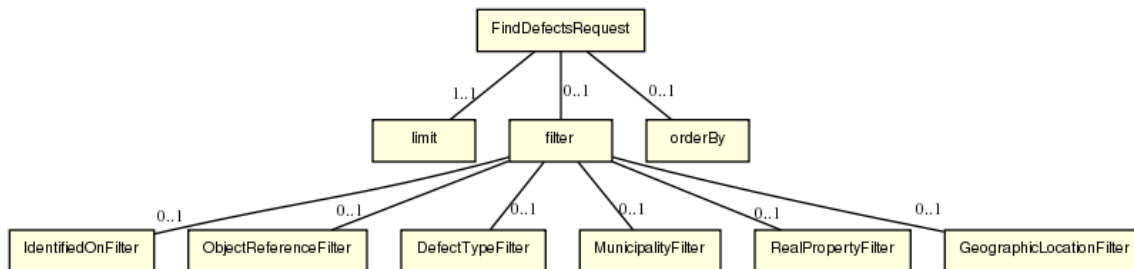 FindDefectsRequest
1..1
0..1
0..1
limit
filter
orderBy
0..1
0..1
0..1
0..1
0..1
0..1
IdentifiedOnFilter
ObjectReferenceFilter
DefectTypeFilter
MunicipalityFilter
RealPropertyFilter
GeographicLocationFilter